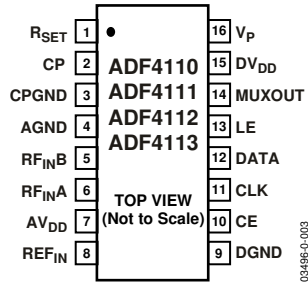 RSET 1 16 VP
CP 2 ADF4110 15 DVDD
CPGND 3 ADF4111 14 MUXOUT
AGND 4 ADF4112 13 LE
ADF4113
RFINB 5 12 DATA
RFINA 6 TOP VIEW 11 CLK
AVDD 7 (Not to Scale) 10 CE
REFIN 8 9 DGND
03496-0-003